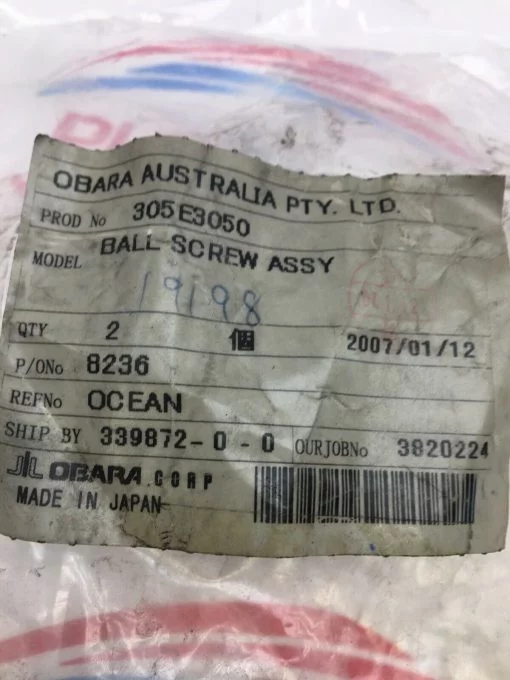 OBARA AUSTRALIA PTY. LTD.
PROD No 305E3050
MODEL BALL SCREW ASSY
19198
QTY 2 個 2007/01/12
P/ONo 8236
REFNo OCEAN
SHIP BY 339872-0-0 OURJOBNo 3820224
OBARA.CORP
MADE IN JAPAN